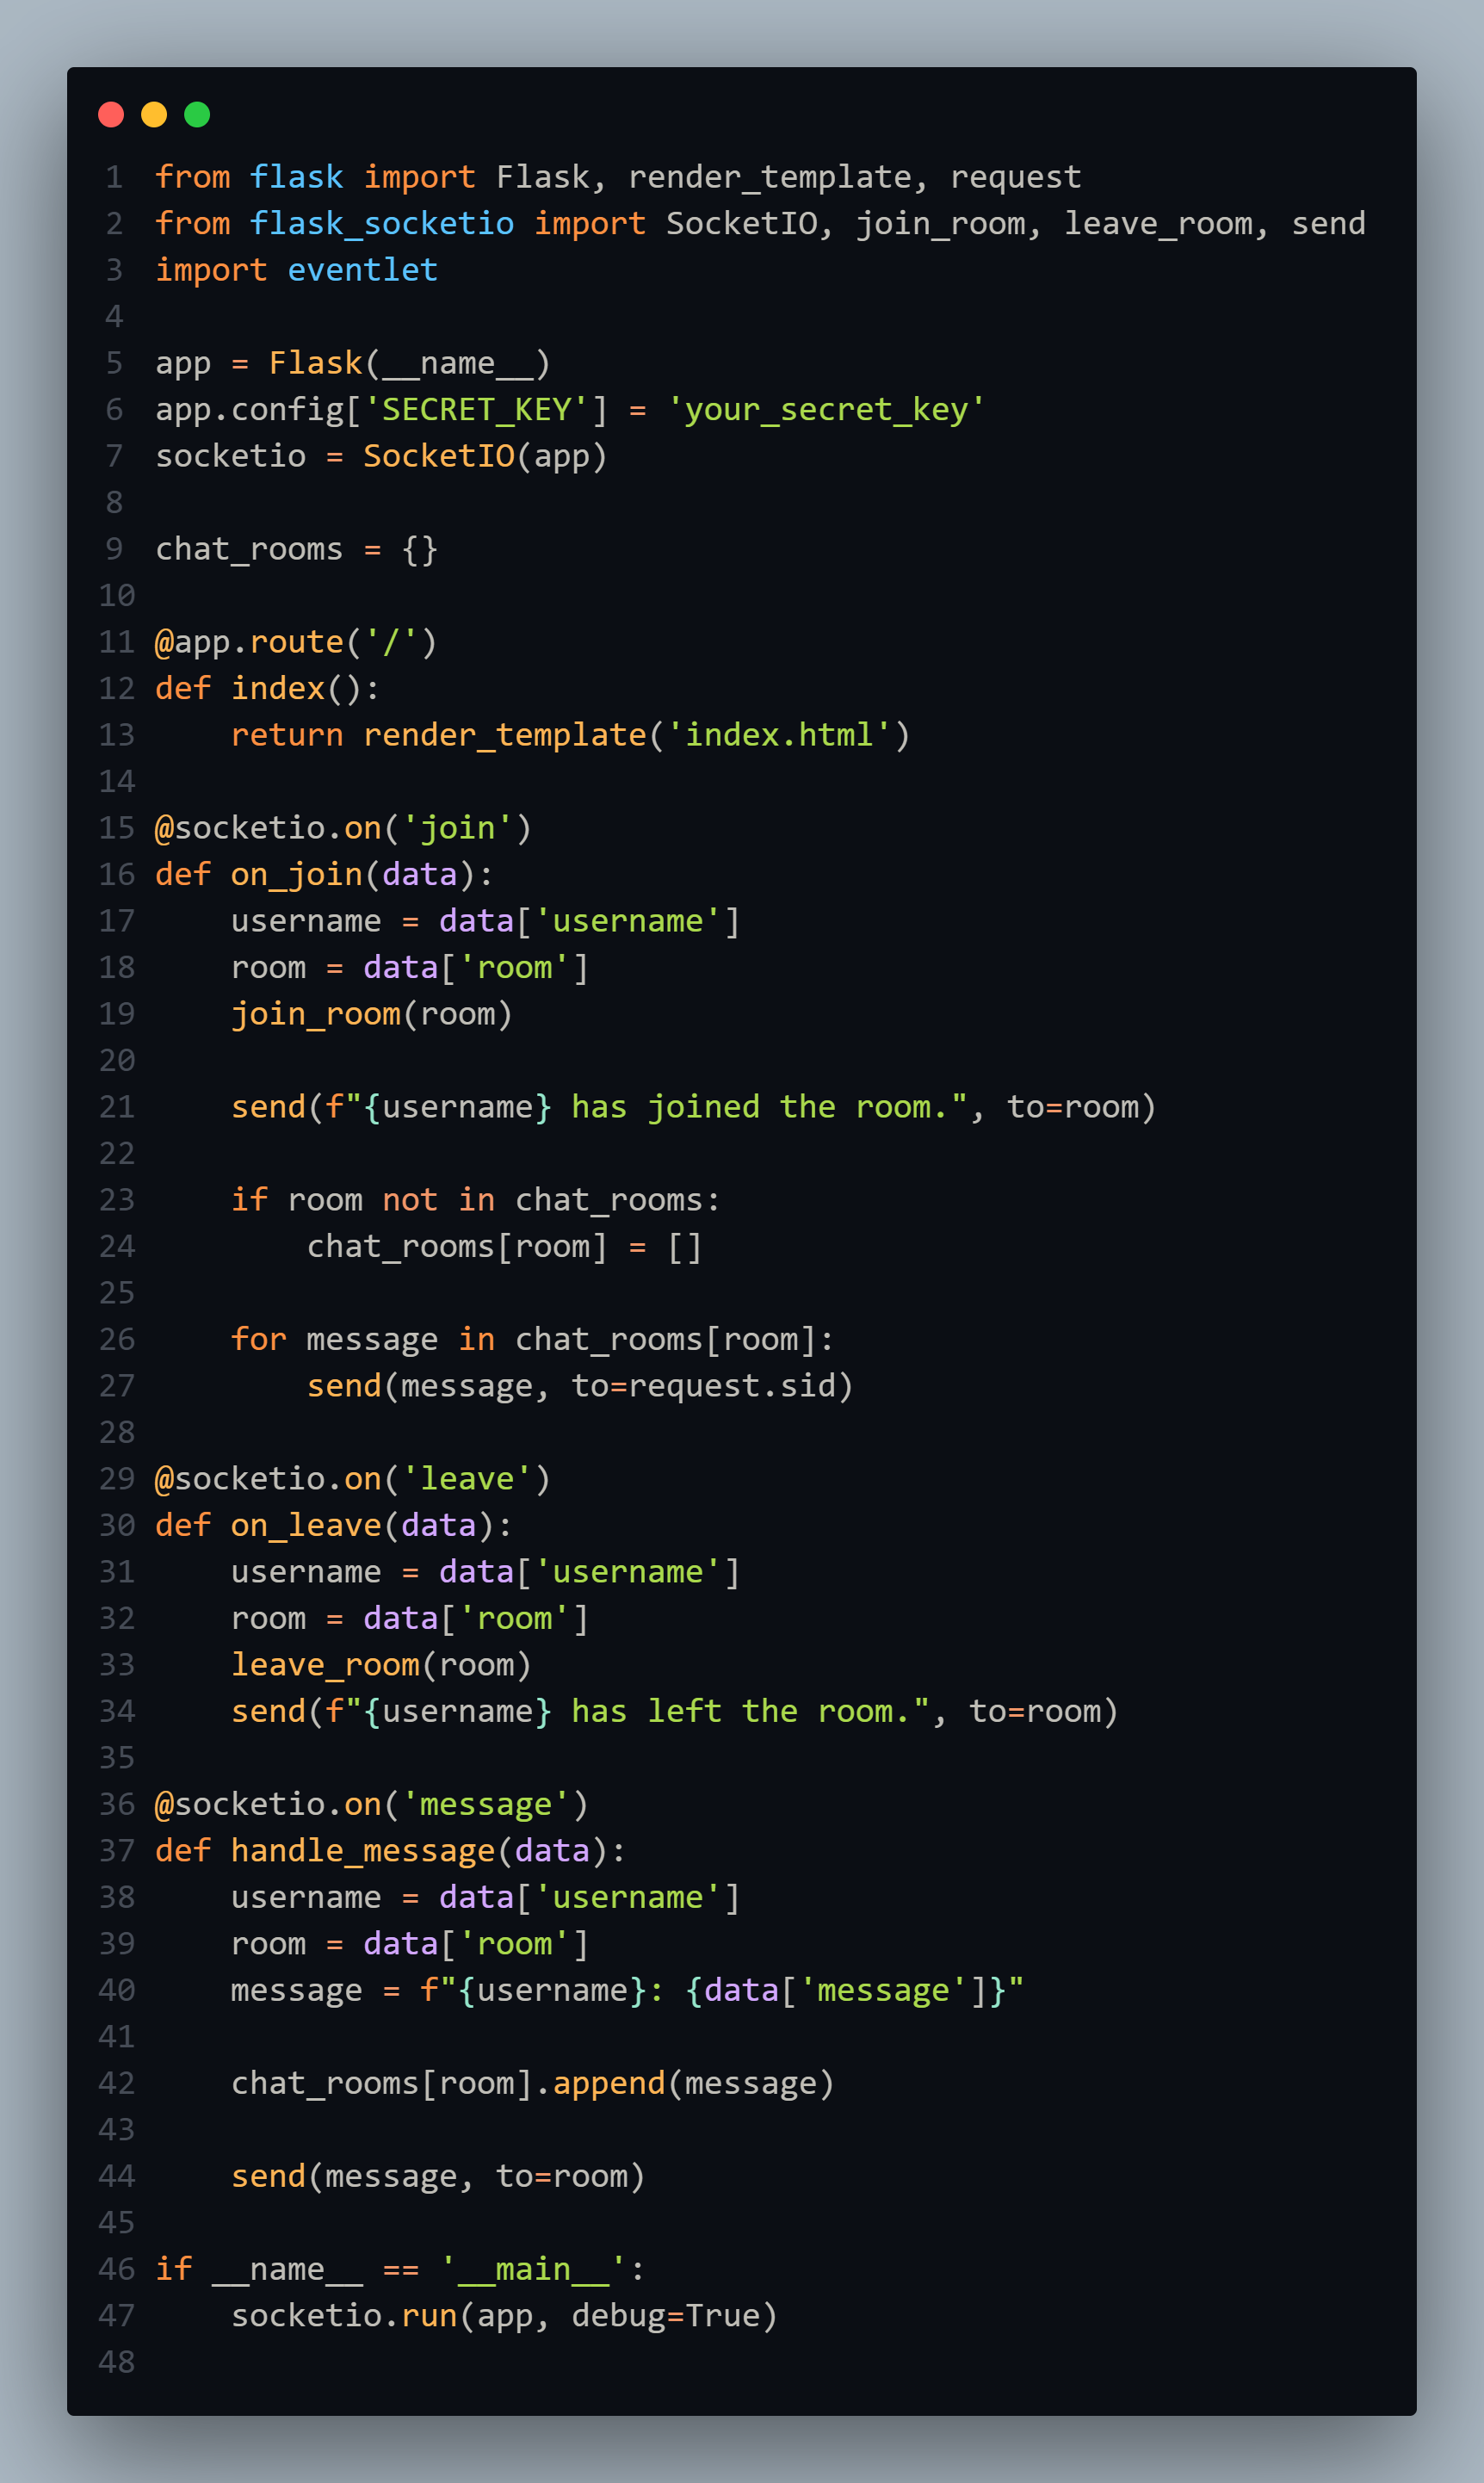 1 from flask import Flask, render_template, request
2 from flask_socketio import SocketIO, join_room, leave_room, send
3 import eventlet
4
5 app = Flask(__name__)
6 app.config['SECRET_KEY'] = 'your_secret_key'
7 socketio = SocketIO(app)
8
9 chat_rooms = {}
10
11 @app.route('/')
12 def index():
13     return render_template('index.html')
14
15 @socketio.on('join')
16 def on_join(data):
17     username = data['username']
18     room = data['room']
19     join_room(room)
20
21     send(f"{username} has joined the room.", to=room)
22
23     if room not in chat_rooms:
24         chat_rooms[room] = []
25
26     for message in chat_rooms[room]:
27         send(message, to=request.sid)
28
29 @socketio.on('leave')
30 def on_leave(data):
31     username = data['username']
32     room = data['room']
33     leave_room(room)
34     send(f"{username} has left the room.", to=room)
35
36 @socketio.on('message')
37 def handle_message(data):
38     username = data['username']
39     room = data['room']
40     message = f"{username}: {data['message']}"
41
42     chat_rooms[room].append(message)
43
44     send(message, to=room)
45
46 if __name__ == '__main__':
47     socketio.run(app, debug=True)
48